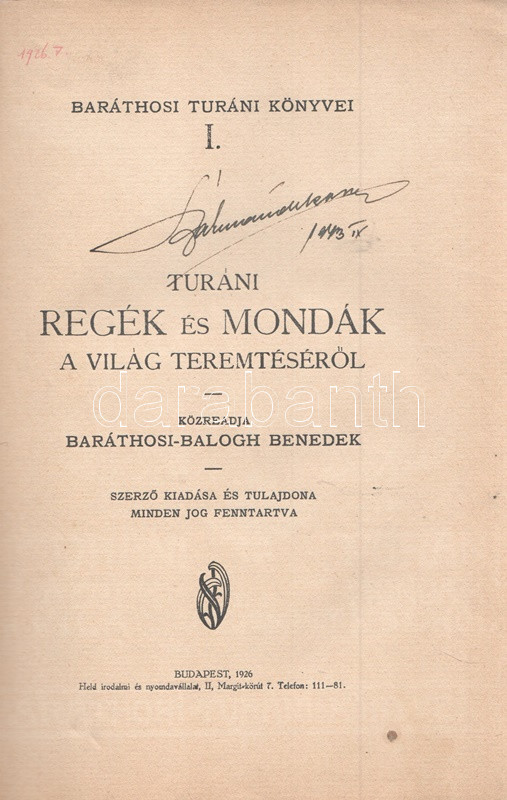 1926. 7.
BARÁTHOSI TURÁNI KÖNYVEI
I.
1943 IX
TURÁNI
REGÉK ÉS MONDÁK
A VILÁG TEREMTÉSÉRŐL
darabanth
KÖZREADJA
BARÁTHOSI-BALOGH BENEDEK
SZERZŐ KIADÁSA ÉS TULAJDONA
MINDEN JOG FENNTARTVA
BUDAPEST, 1926
Held irodalmi és nyomdavállalat, II, Margit-körút 7. Telefon: 111—81.